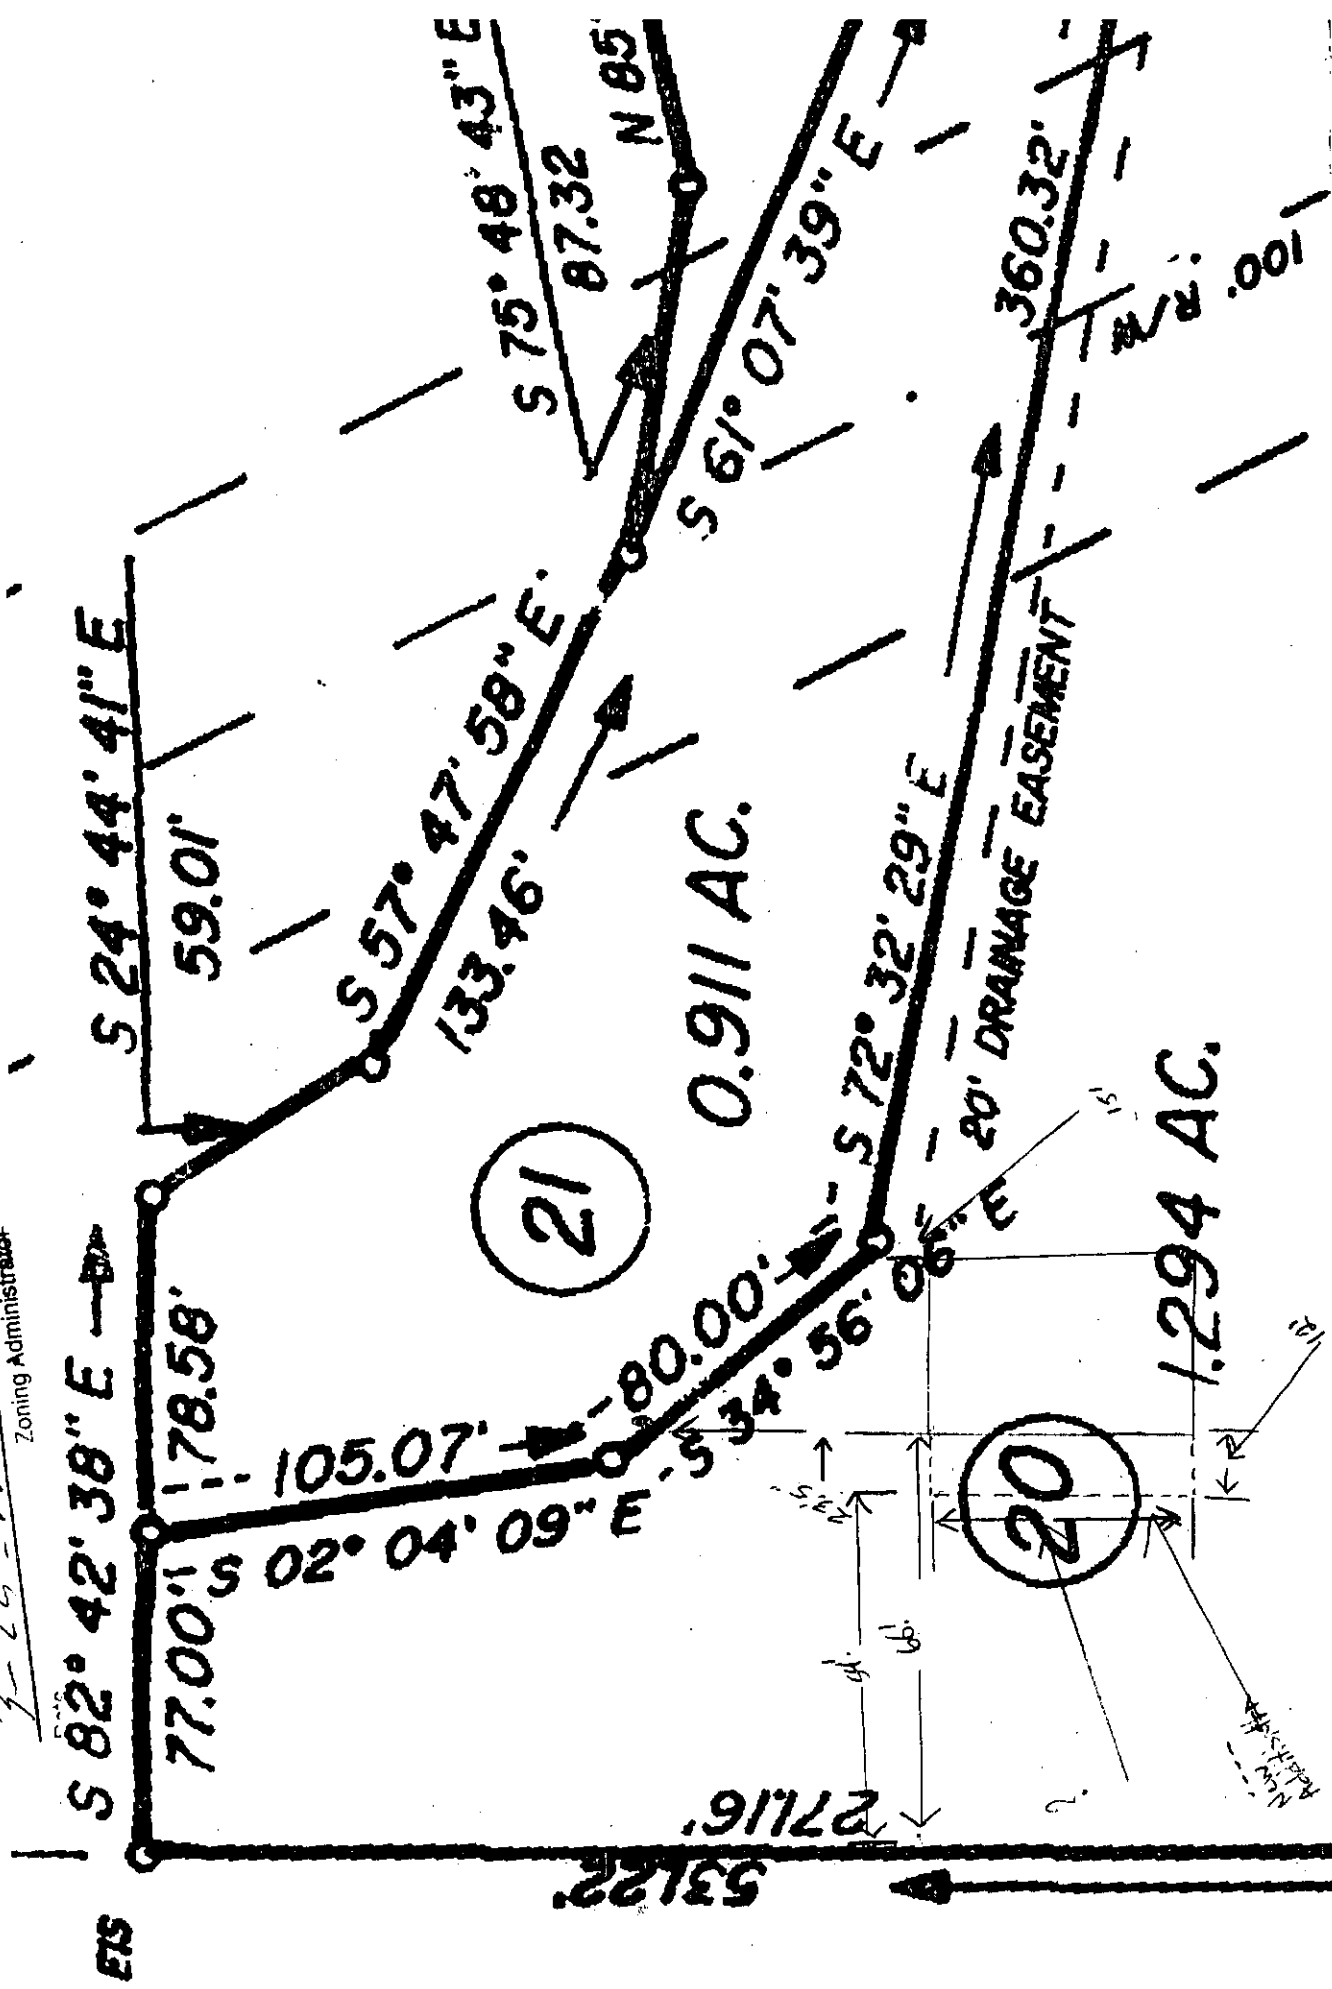 S 75° 48' 43" E
87.32
N 85
S 61° 07' 39" E
360.32'
100'
R/W
S 24° 44' 41" E
59.01'
S 57° 47' 58" E
133.46'
0.911 AC.
S 72° 32' 29" E
20' DRAINAGE EASEMENT
21
Zoning Administrator
S 82° 42' 38" E
78.58'
77.00'
105.07'
S 02° 04' 09" E
80.00'
S 34° 56' 06" E
1.294 AC.
20
15'
12'
271.16'
531.22'
EIS